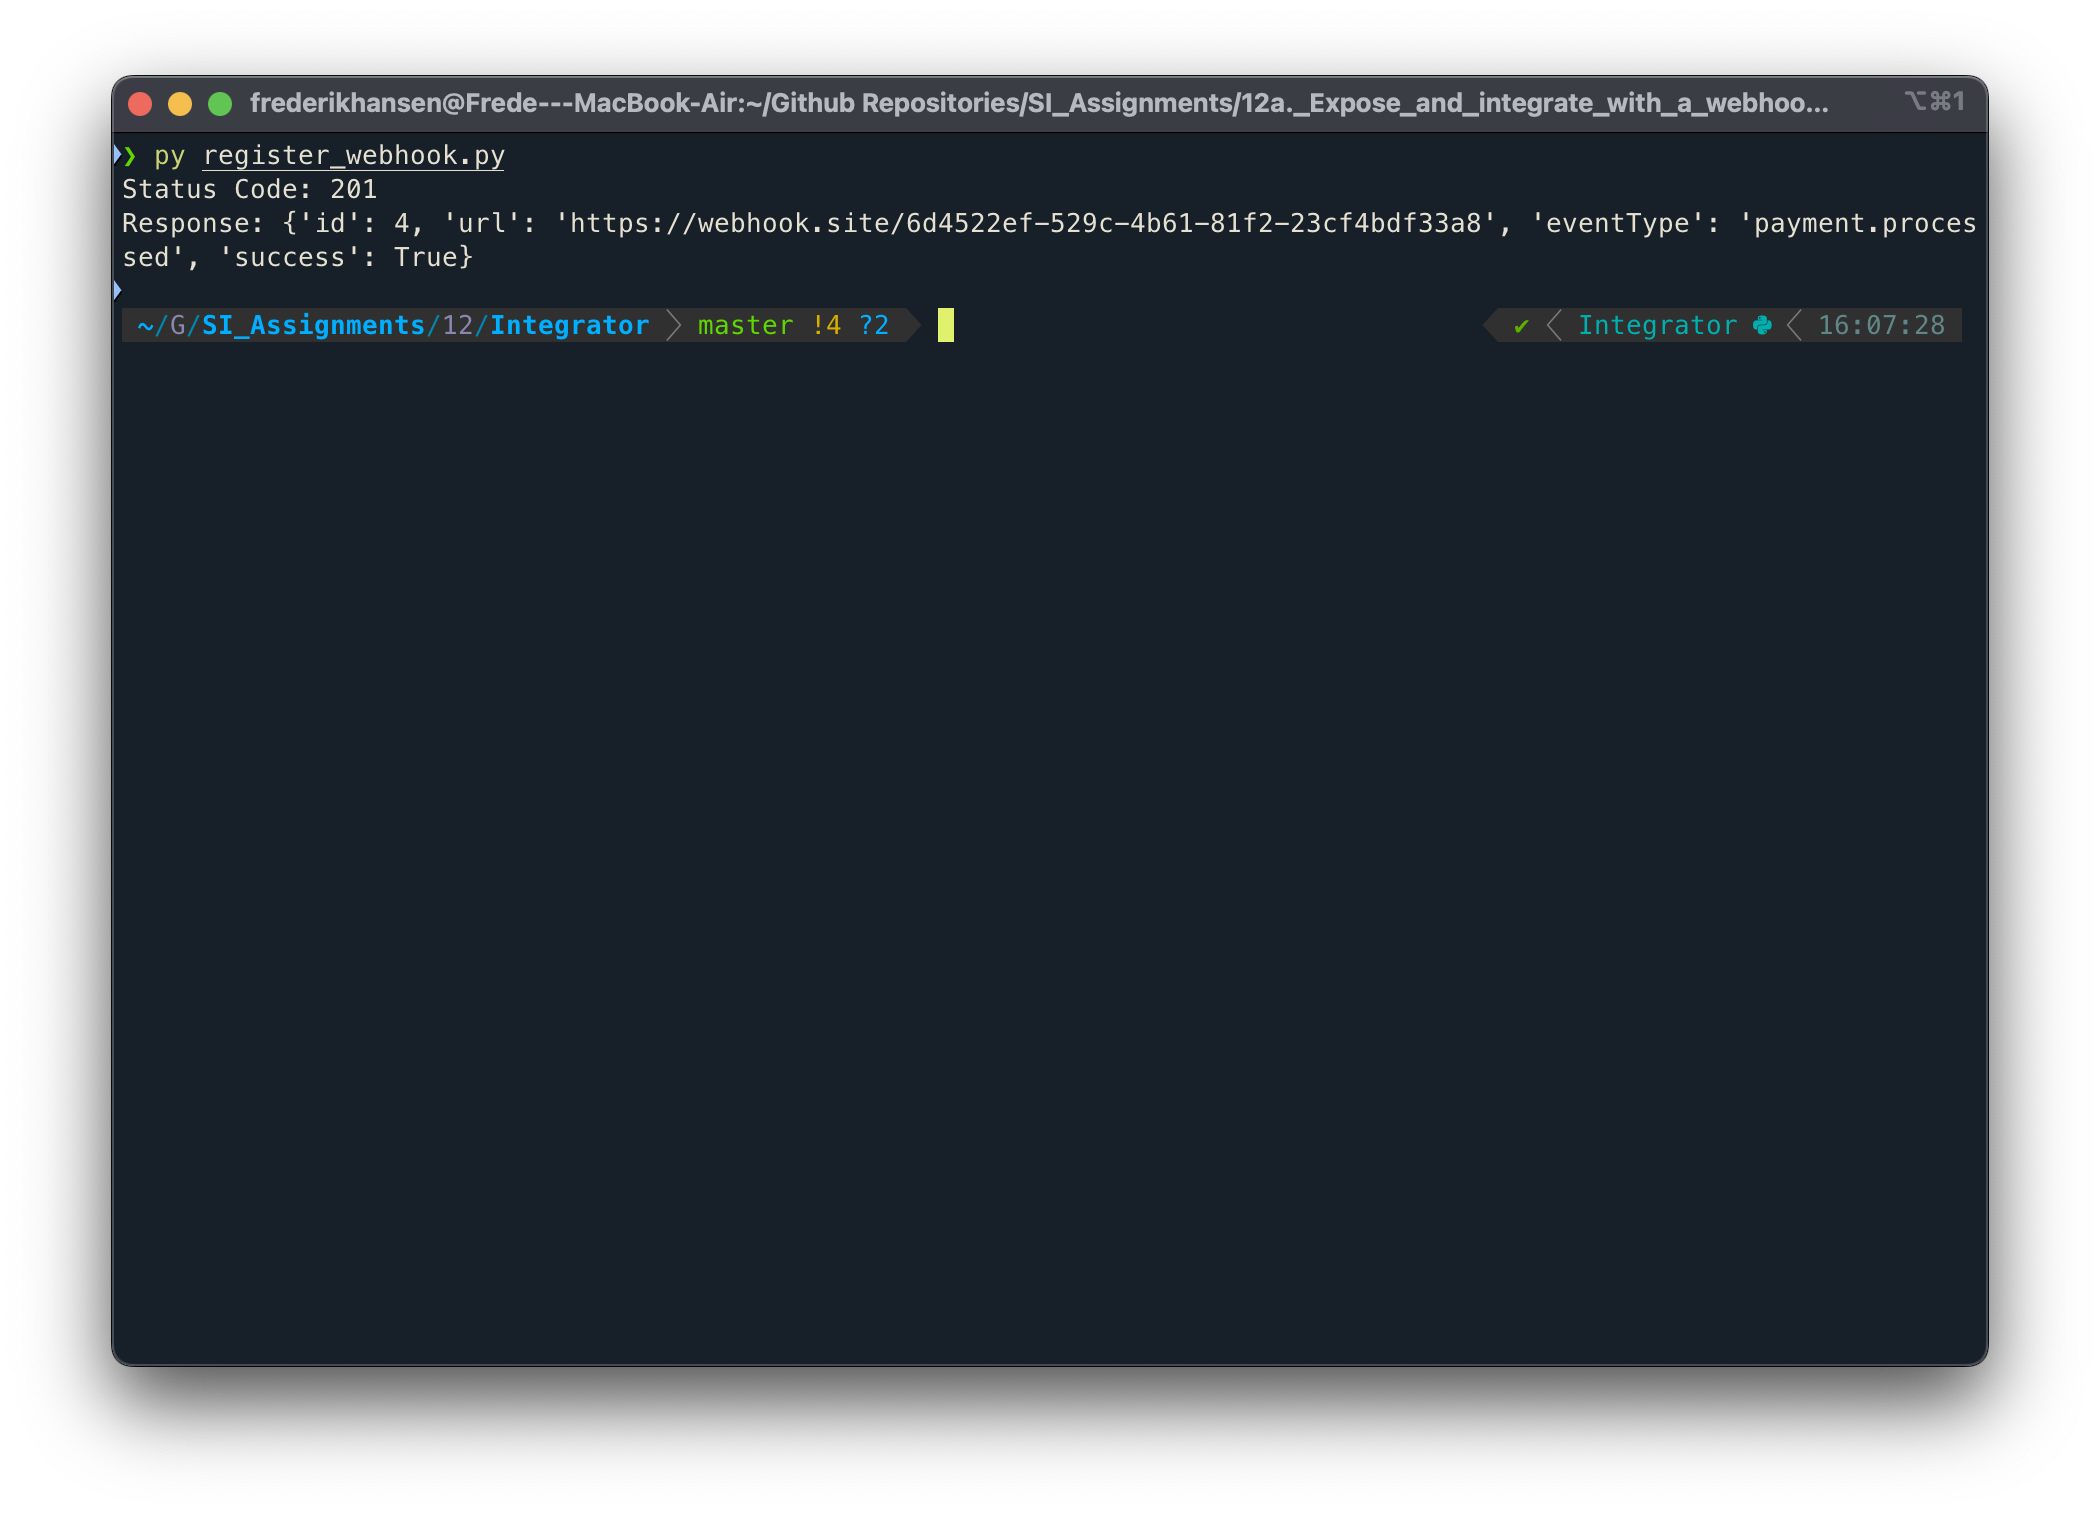 frederikhansen@Frede---MacBook-Air:~/Github Repositories/SI_Assignments/12a._Expose_and_integrate_with_a_webhoo... ⌥⌘1
❯ py register_webhook.py
Status Code: 201
Response: {'id': 4, 'url': 'https://webhook.site/6d4522ef-529c-4b61-81f2-23cf4bdf33a8', 'eventType': 'payment.proces
sed', 'success': True}
~/G/SI_Assignments/12/Integrator master !4 ?2 ✔ Integrator 16:07:28